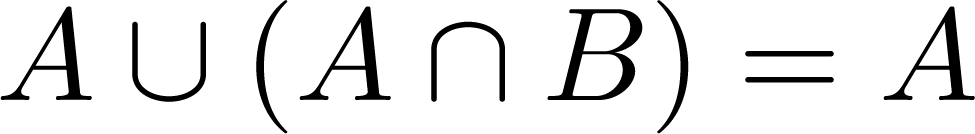 A ∪ (A ∩ B) = A